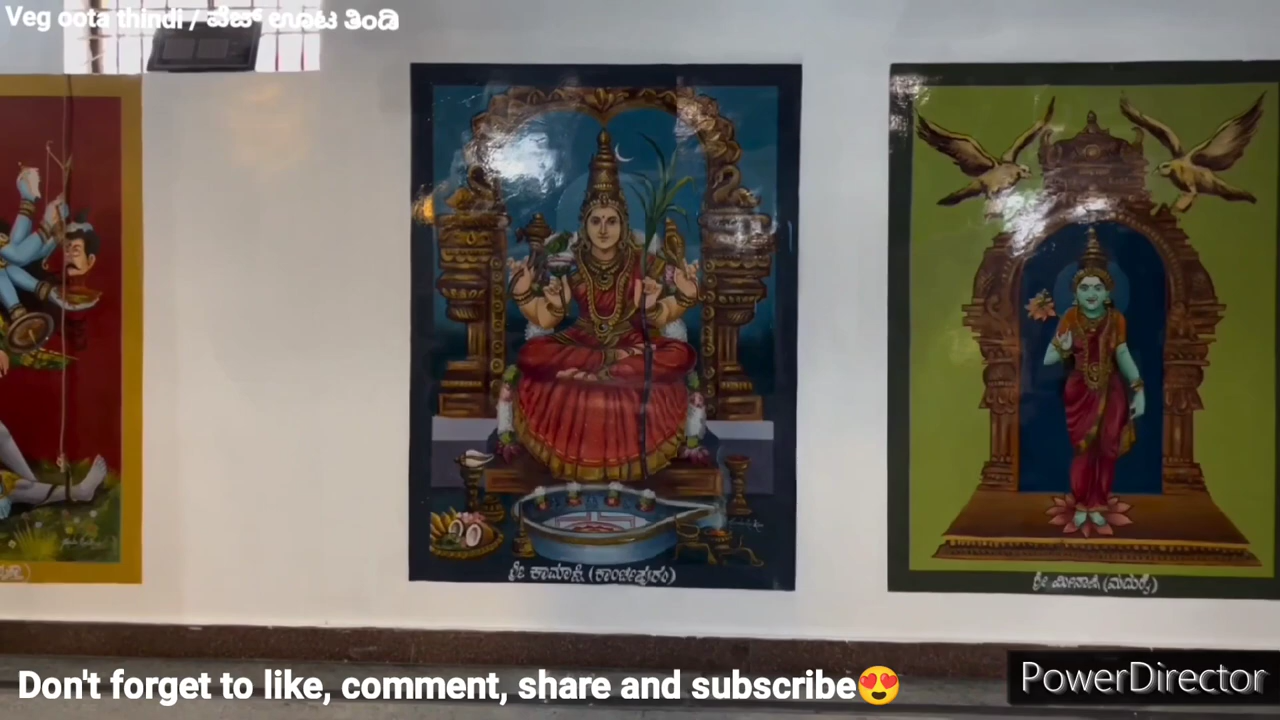 Veg oota thindi / ವೆಜ್ ಊಟ ತಿಂಡಿ
ಶ್ರೀ ಕಾಮಾಕ್ಷಿ (ಕಾಂಚೀಪುರಂ)
ಶ್ರೀ ಮೀನಾಕ್ಷಿ (ಮದುರೈ)
Don't forget to like, comment, share and subscribe😍
PowerDirector